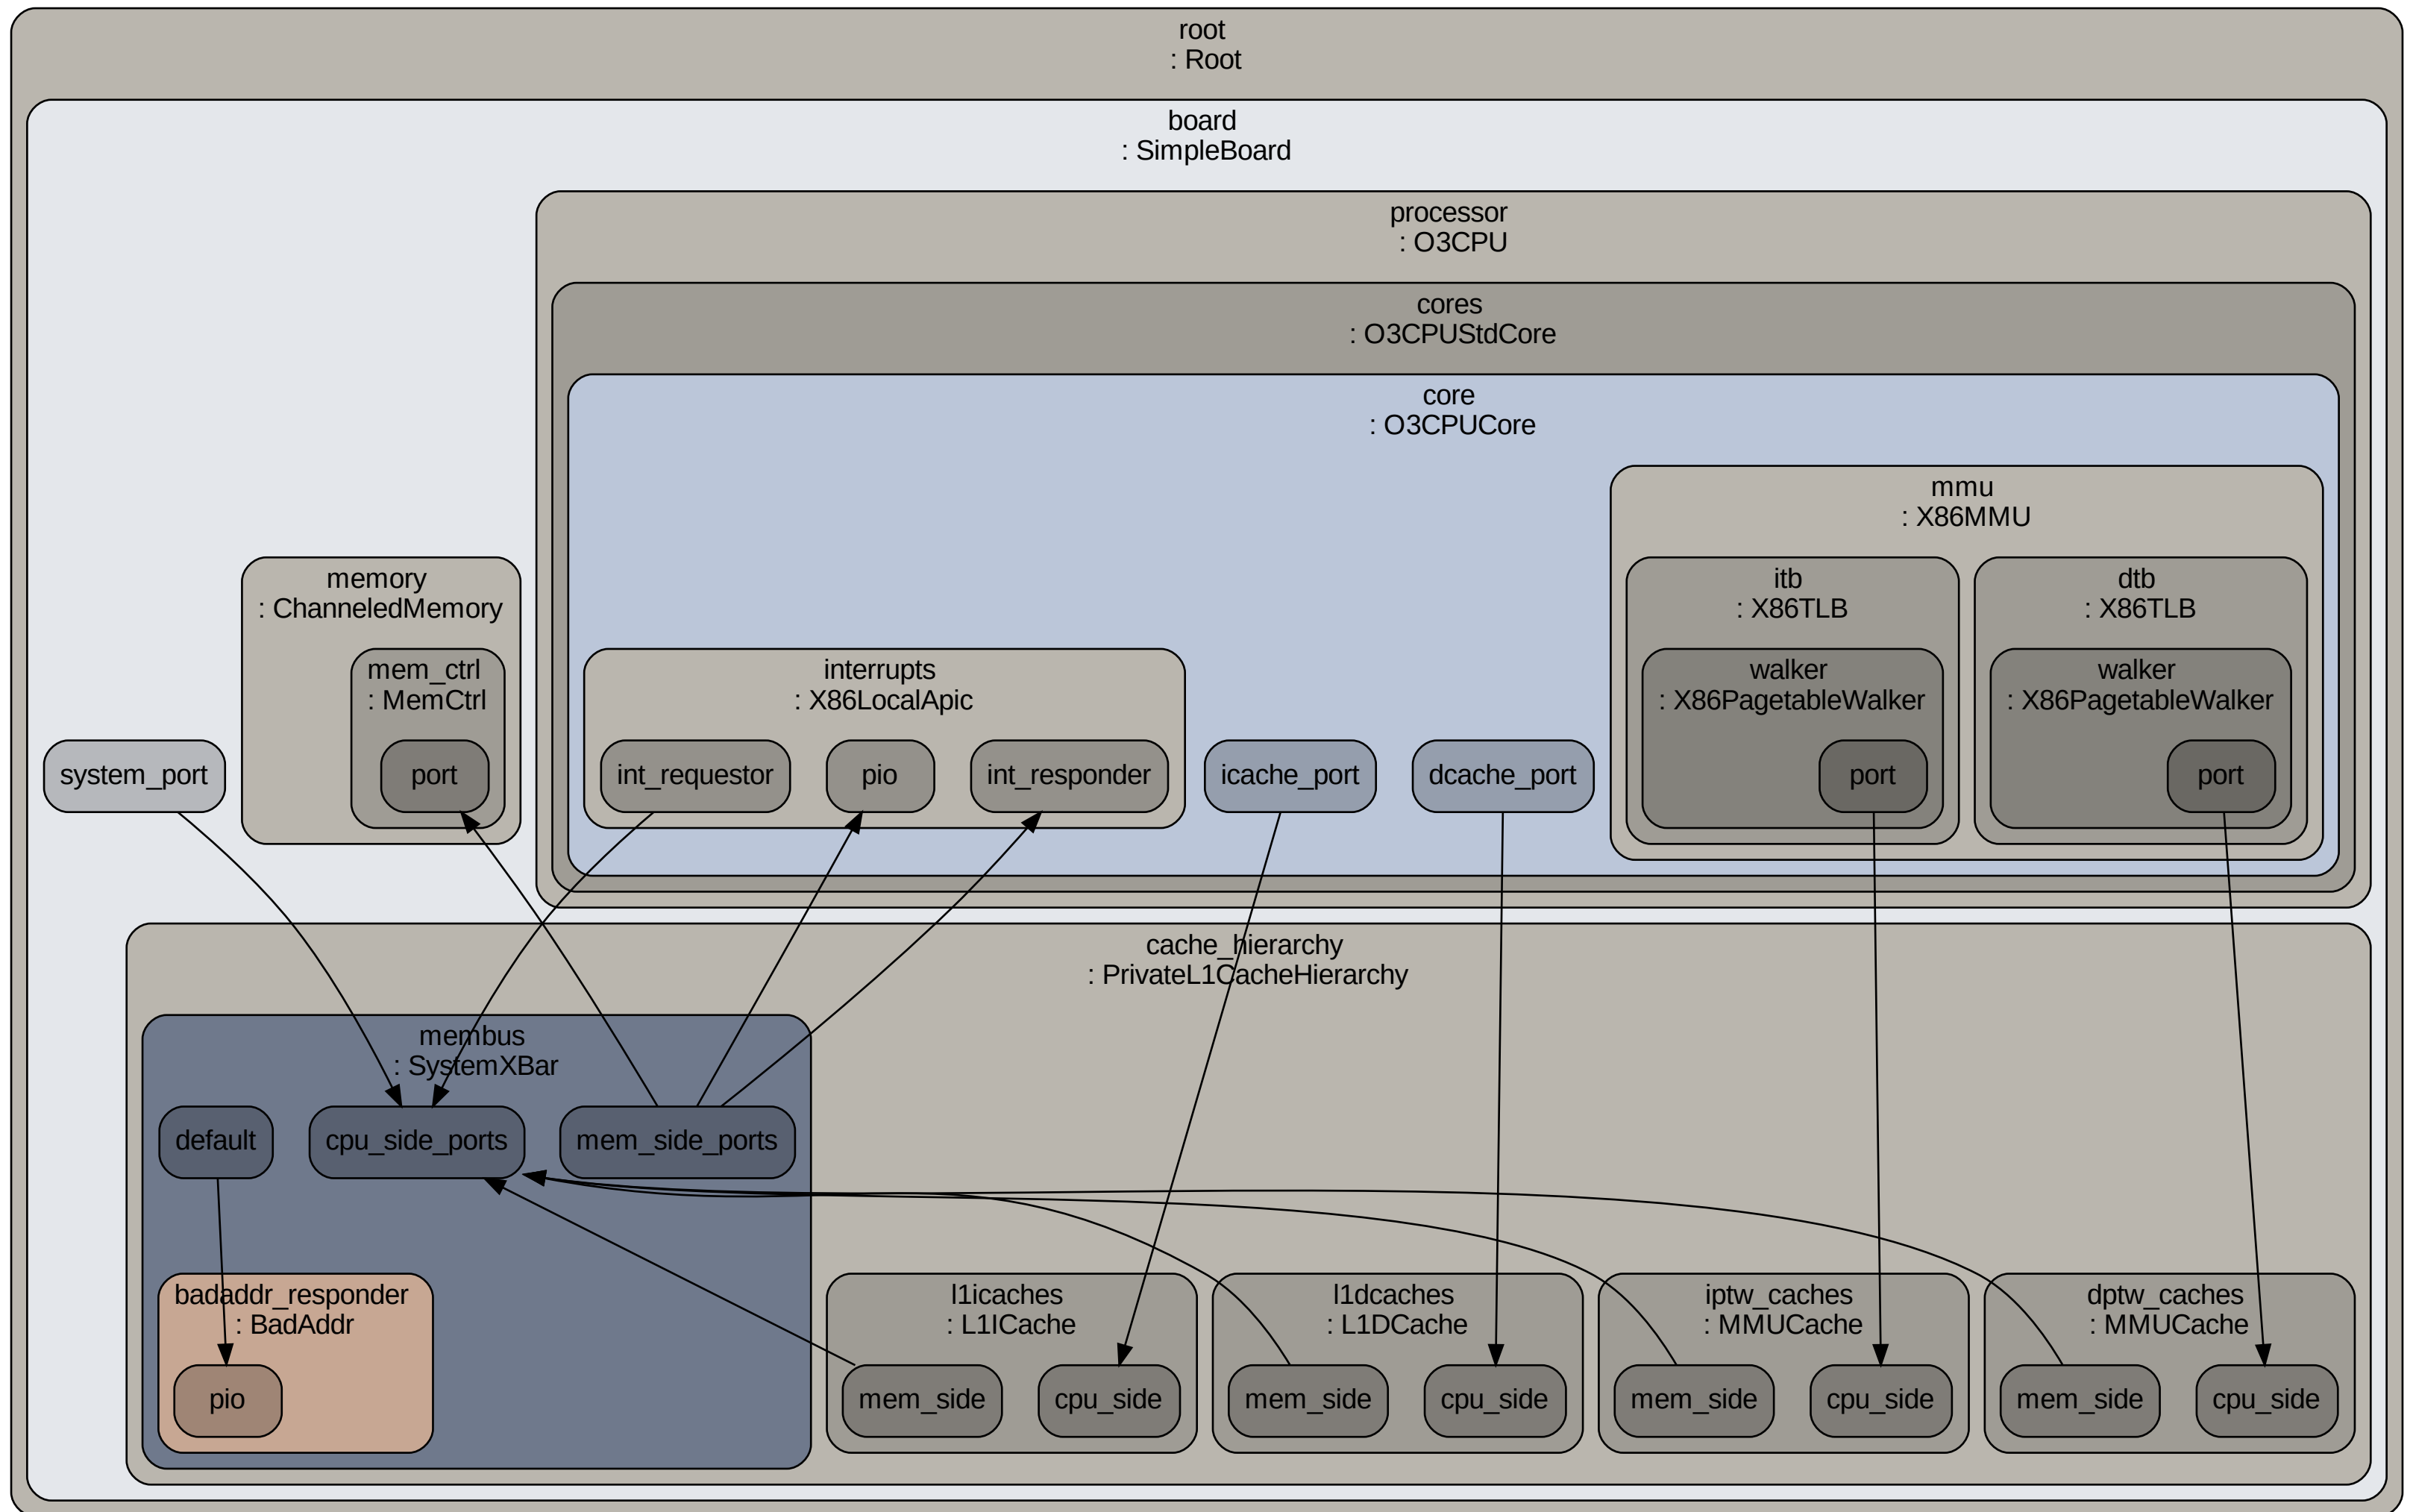 root
: Root
board
: SimpleBoard
processor
: O3CPU
cores
: O3CPUStdCore
core
: O3CPUCore
mmu
: X86MMU
memory
: ChanneledMemory
itb
: X86TLB
dtb
: X86TLB
mem_ctrl
: MemCtrl
interrupts
: X86LocalApic
walker
: X86PagetableWalker
walker
: X86PagetableWalker
system_port
port
int_requestor
pio
int_responder
icache_port
dcache_port
port
port
cache_hierarchy
: PrivateL1CacheHierarchy
membus
: SystemXBar
default
cpu_side_ports
mem_side_ports
badaddr_responder
: BadAddr
l1icaches
: L1ICache
l1dcaches
: L1DCache
iptw_caches
: MMUCache
dptw_caches
: MMUCache
pio
mem_side
cpu_side
mem_side
cpu_side
mem_side
cpu_side
mem_side
cpu_side